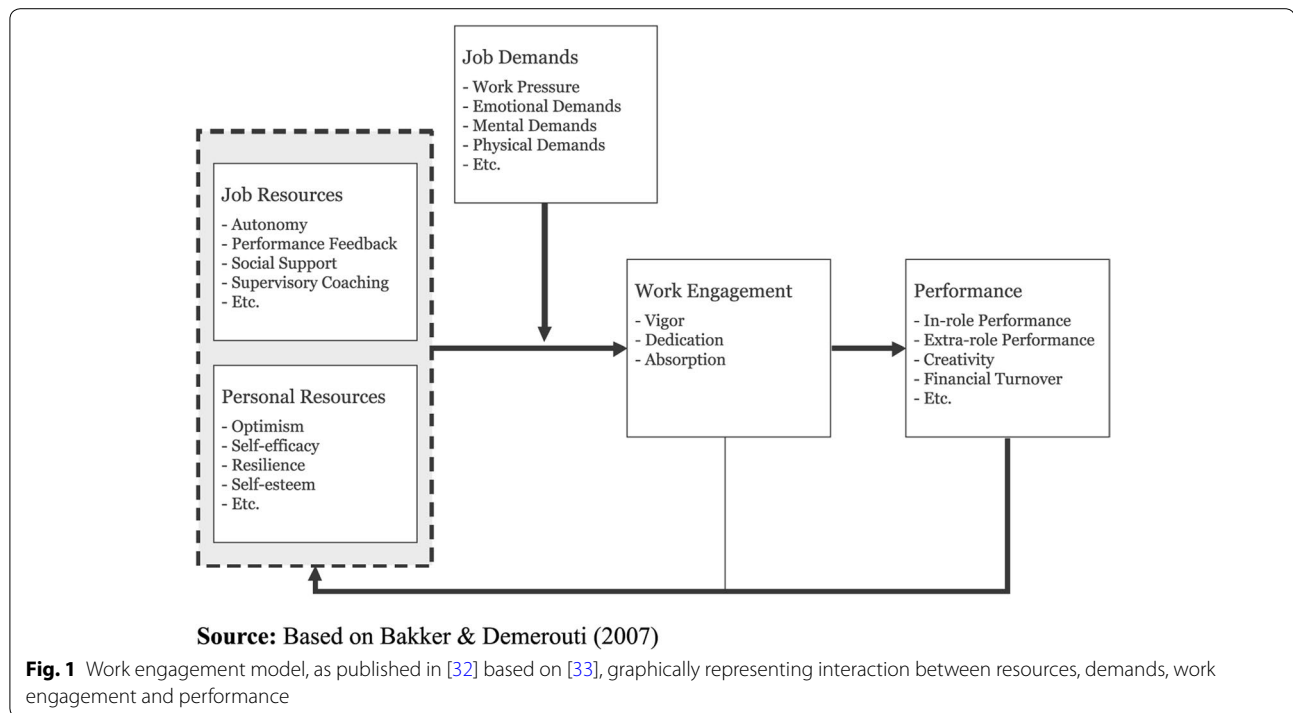 Job Demands
- Work Pressure
- Emotional Demands
- Mental Demands
- Physical Demands
- Etc.
Job Resources
- Autonomy
- Performance Feedback
- Social Support
- Supervisory Coaching
- Etc.
Personal Resources
- Optimism
- Self-efficacy
- Resilience
- Self-esteem
- Etc.
Work Engagement
- Vigor
- Dedication
- Absorption
Performance
- In-role Performance
- Extra-role Performance
- Creativity
- Financial Turnover
- Etc.
Source: Based on Bakker & Demerouti (2007)
Fig. 1 Work engagement model, as published in [32] based on [33], graphically representing interaction between resources, demands, work
engagement and performance